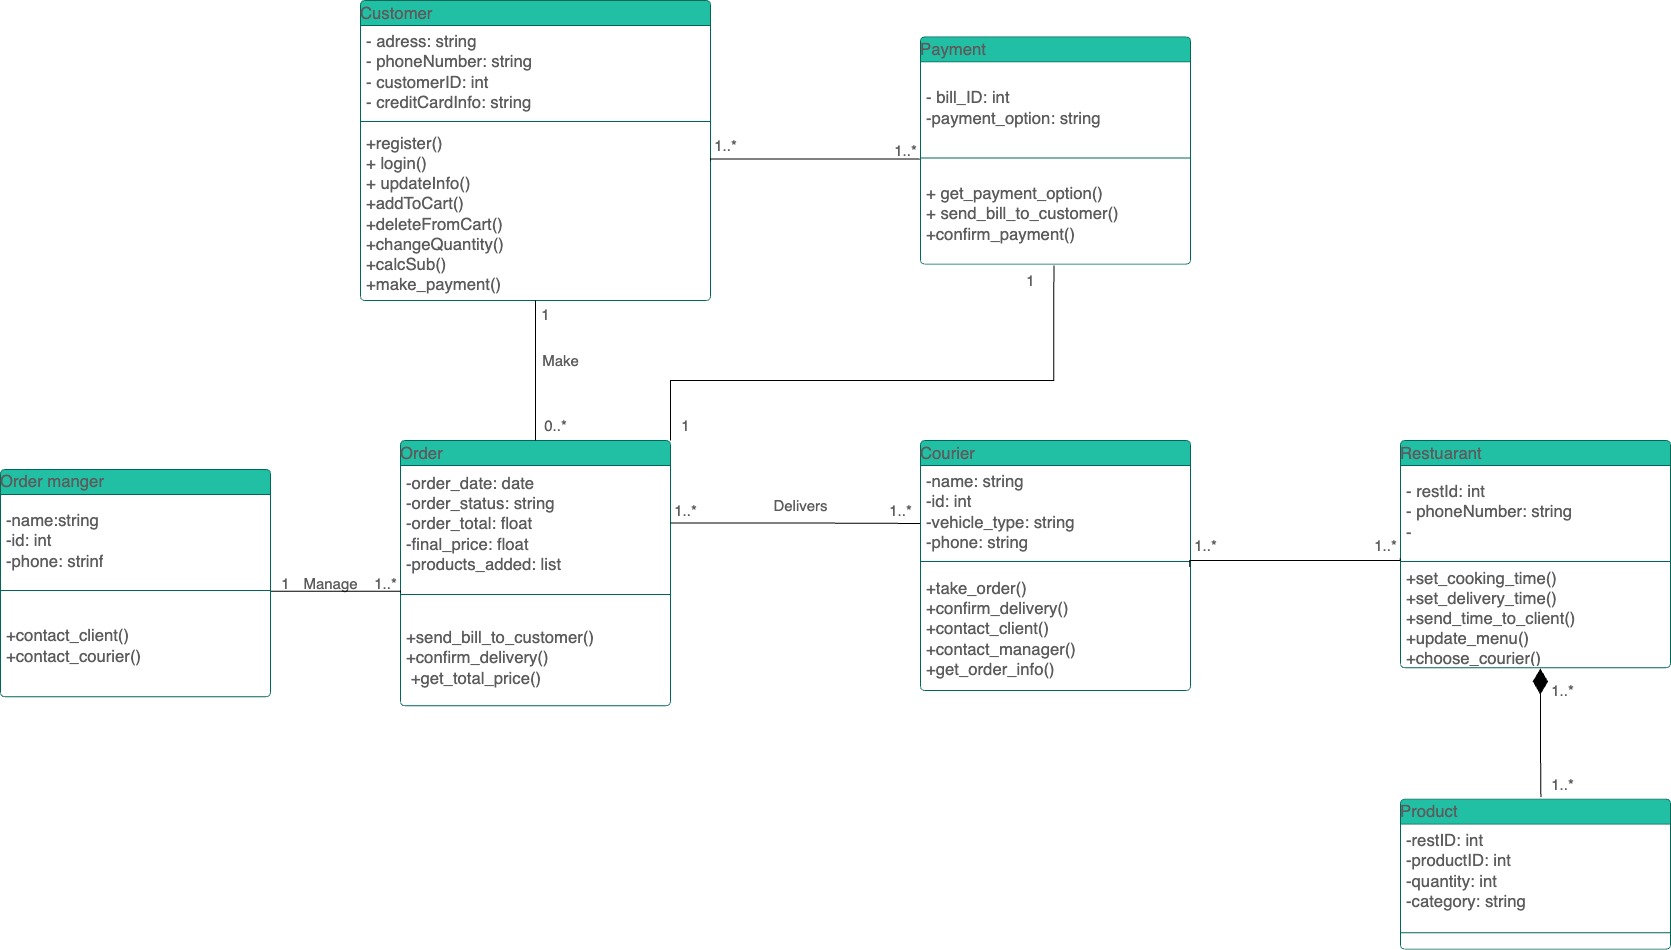 Customer
- adress: string
- phoneNumber: string
- customerID: int
- creditCardInfo: string
+register()
+ login()
+ updateInfo()
+addToCart()
+deleteFromCart()
+changeQuantity()
+calcSub()
+make_payment()
1..*
1..*
Payment
- bill_ID: int
-payment_option: string
+ get_payment_option()
+ send_bill_to_customer()
+confirm_payment()
1
Make
0..*
1
1
Order manger
-name:string
-id: int
-phone: strinf
+contact_client()
+contact_courier()
1 Manage 1..*
Order
-order_date: date
-order_status: string
-order_total: float
-final_price: float
-products_added: list
+send_bill_to_customer()
+confirm_delivery()
+get_total_price()
1..* Delivers 1..*
Courier
-name: string
-id: int
-vehicle_type: string
-phone: string
+take_order()
+confirm_delivery()
+contact_client()
+contact_manager()
+get_order_info()
1..*
1..*
Restuarant
- restId: int
- phoneNumber: string
-
+set_cooking_time()
+set_delivery_time()
+send_time_to_client()
+update_menu()
+choose_courier()
1..*
1..*
Product
-restID: int
-productID: int
-quantity: int
-category: string